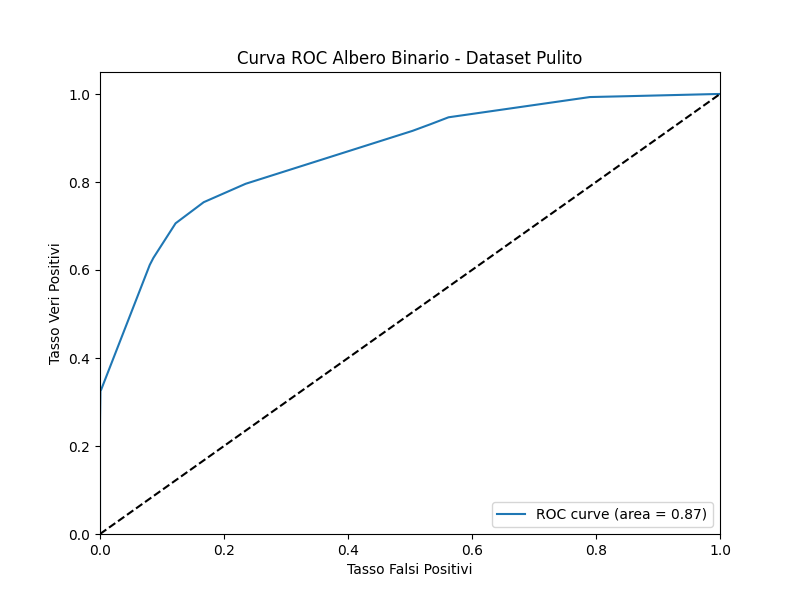 Curva ROC Albero Binario - Dataset Pulito
Tasso Veri Positivi
1.0
0.8
0.6
0.4
0.2
0.0
ROC curve (area = 0.87)
0.0 0.2 0.4 0.6 0.8 1.0
Tasso Falsi Positivi